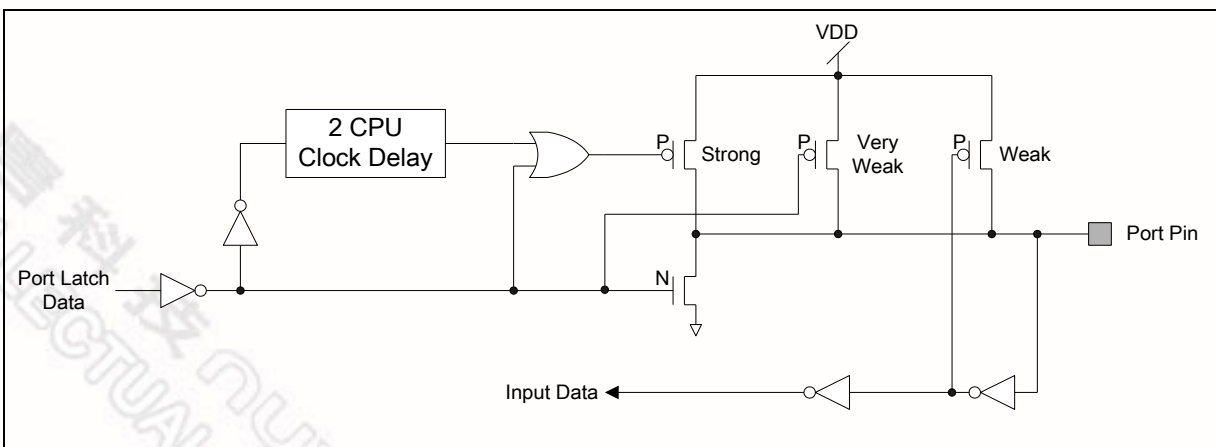 VDD
2 CPU
Clock Delay
P
Strong
P
Very
Weak
P
Weak
Port Pin
Port Latch
Data
N
Input Data